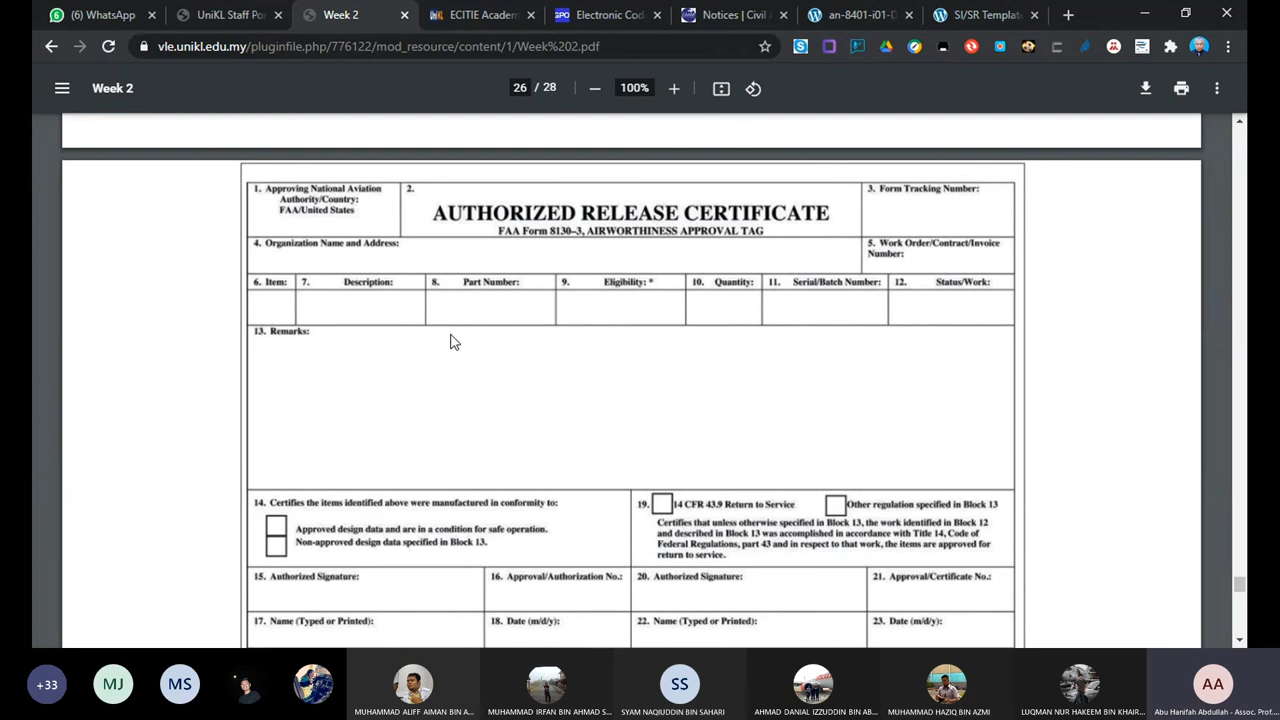 (6) WhatsApp
UniKL Staff Po
Week 2
ECITIE Academ
Electronic Cod
Notices | Civil A
an-8401-i01-D
SI/SR Templat
vle.unikl.edu.my/pluginfile.php/776122/mod_resource/content/1/Week%202.pdf
Week 2
26 / 28
100%
1. Approving National Aviation
Authority/Country:
FAA/United States
2.
AUTHORIZED RELEASE CERTIFICATE
FAA Form 8130–3, AIRWORTHINESS APPROVAL TAG
3. Form Tracking Number:
4. Organization Name and Address:
5. Work Order/Contract/Invoice
Number:
6. Item:
7. Description:
8. Part Number:
9. Eligibility: *
10. Quantity:
11. Serial/Batch Number:
12. Status/Work:
13. Remarks:
14. Certifies the items identified above were manufactured in conformity to:
Approved design data and are in a condition for safe operation.
Non-approved design data specified in Block 13.
19. 14 CFR 43.9 Return to Service
Other regulation specified in Block 13
Certifies that unless otherwise specified in Block 13, the work identified in Block 12
and described in Block 13 was accomplished in accordance with Title 14, Code of
Federal Regulations, part 43 and in respect to that work, the items are approved for
return to service.
15. Authorized Signature:
16. Approval/Authorization No.:
20. Authorized Signature:
21. Approval/Certificate No.:
17. Name (Typed or Printed):
18. Date (m/d/y):
22. Name (Typed or Printed):
23. Date (m/d/y):
+33
MJ
MS
SS
AA
MUHAMMAD ALIFF AIMAN BIN A...
MUHAMMAD IRFAN BIN AHMAD S...
SYAM NAQIUDDIN BIN SAHARI
AHMAD DANIAL IZZUDDIN BIN AB...
MUHAMMAD HAZIQ BIN AZMI
LUQMAN NUR HAKEEM BIN KHAIR...
Abu Hanifah Abdullah - Assoc. Prof...